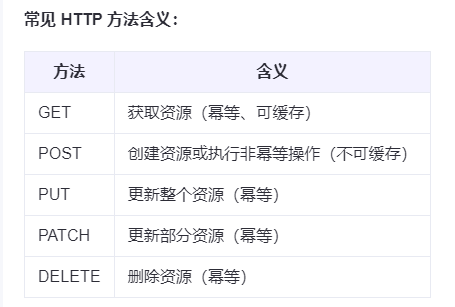 常见 HTTP 方法含义：
方法 含义
GET 获取资源（幂等、可缓存）
POST 创建资源或执行非幂等操作（不可缓存）
PUT 更新整个资源（幂等）
PATCH 更新部分资源（幂等）
DELETE 删除资源（幂等）